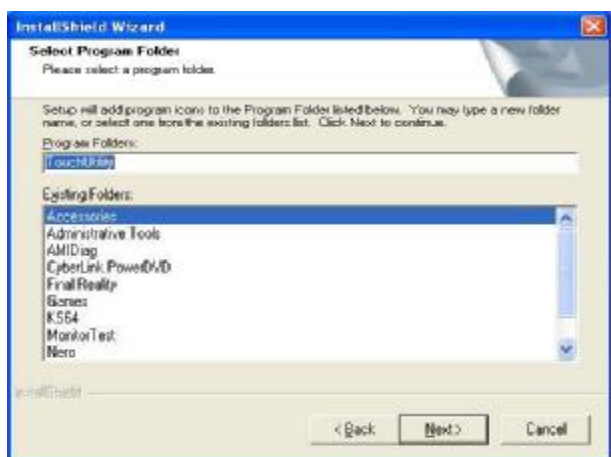 InstallShield Wizard
Select Program Folder
Please select a program folder.
Setup will add program icons to the Program Folder listed below. You may type a new folder
name, or select one from the existing folders list. Click Next to continue.
Program Folders:
TouchUtility
Existing Folders:
Accessories
Administrative Tools
AMIDiag
CyberLink PowerDVD
Final Reality
Games
K564
MonitorTest
Nero
InstallShield
< Back
Next >
Cancel